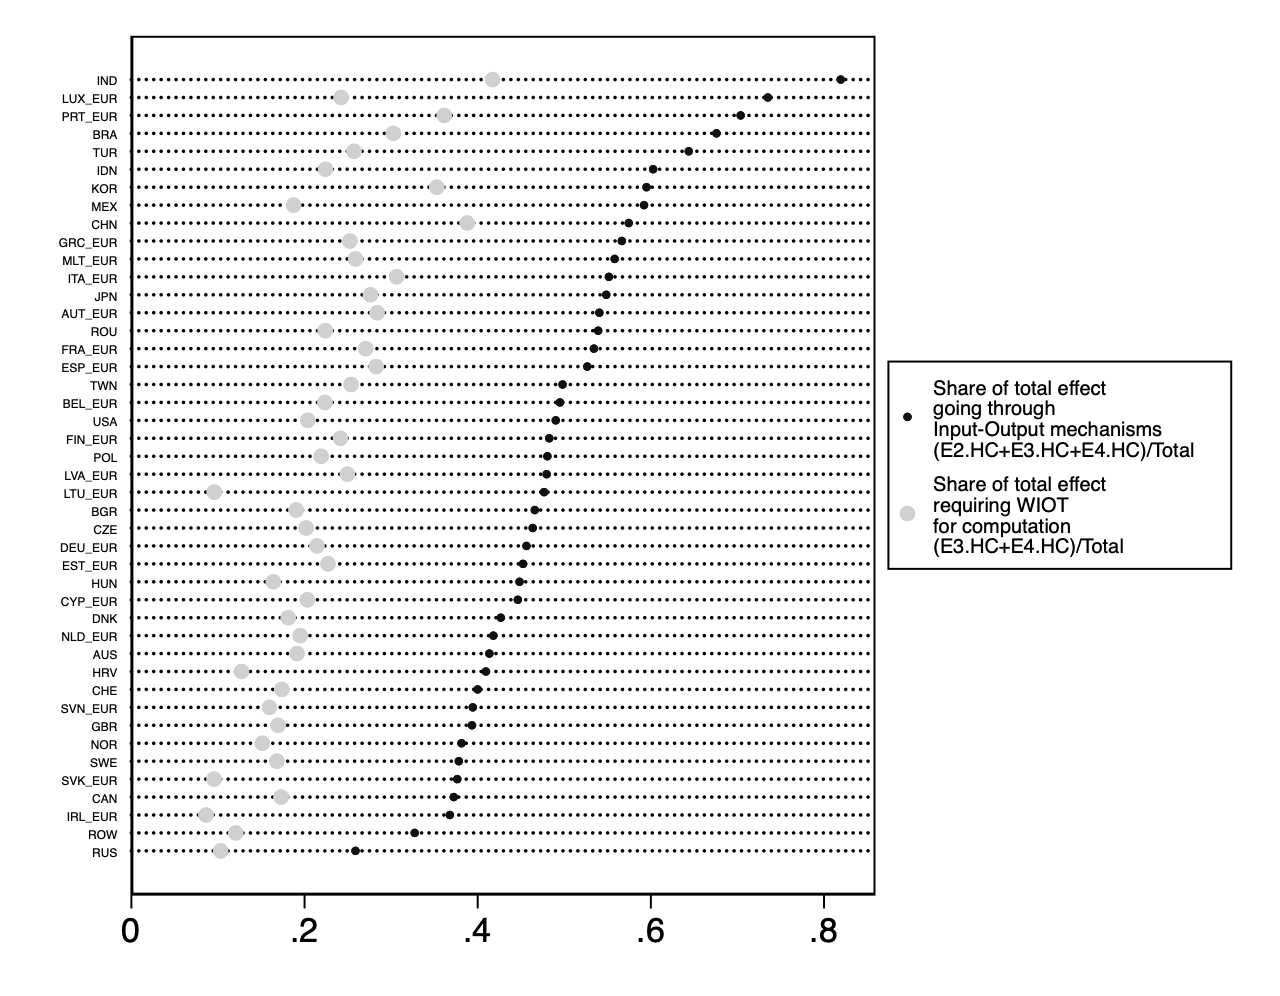 IND
LUX_EUR
PRT_EUR
BRA
TUR
IDN
KOR
MEX
CHN
GRC_EUR
MLT_EUR
ITA_EUR
JPN
AUT_EUR
ROU
FRA_EUR
ESP_EUR
TWN
BEL_EUR
USA
FIN_EUR
POL
LVA_EUR
LTU_EUR
BGR
CZE
DEU_EUR
EST_EUR
HUN
CYP_EUR
DNK
NLD_EUR
AUS
HRV
CHE
SVN_EUR
GBR
NOR
SWE
SVK_EUR
CAN
IRL_EUR
ROW
RUS
0 .2 .4 .6 .8
Share of total effect
going through
Input-Output mechanisms
(E2.HC+E3.HC+E4.HC)/Total
Share of total effect
requiring WIOT
for computation
(E3.HC+E4.HC)/Total